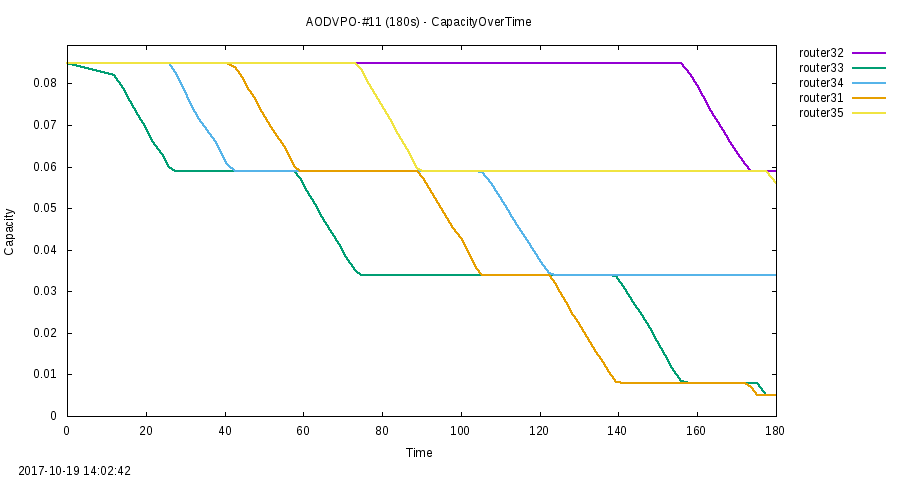 AODVPO-#11 (180s) - CapacityOverTime
router32
router33
router34
router31
router35
0.08
0.07
0.06
0.05
0.04
0.03
0.02
0.01
0
Capacity
0 20 40 60 80 100 120 140 160 180
Time
2017-10-19 14:02:42